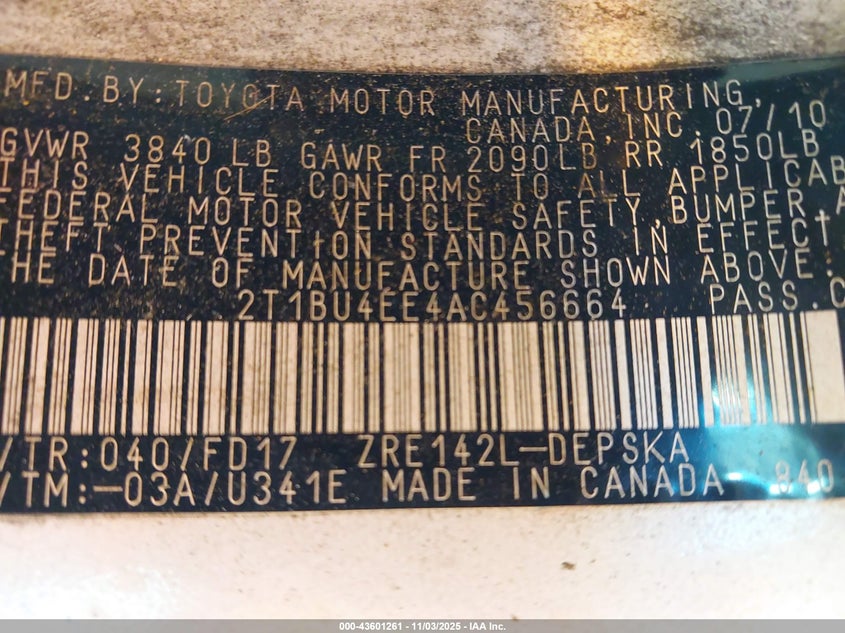 MFD. BY: TOYOTA MOTOR MANUFACTURING,
CANADA, INC. 07/10
GVWR 3840 LB GAWR FR 2090LB RR 1850LB
THIS VEHICLE CONFORMS TO ALL APPLICAB
FEDERAL MOTOR VEHICLE SAFETY, BUMPER, A
THEFT PREVENTION STANDARDS IN EFFECT
HE DATE OF MANUFACTURE SHOWN ABOVE.
2T1BU4EE4AC456664 PASS.C
/TR:040/FD17 ZRE142L-DEPSKA
/TM:-03A/U341E MADE IN CANADA 840
000-43601261 - 11/03/2025 - IAA Inc.